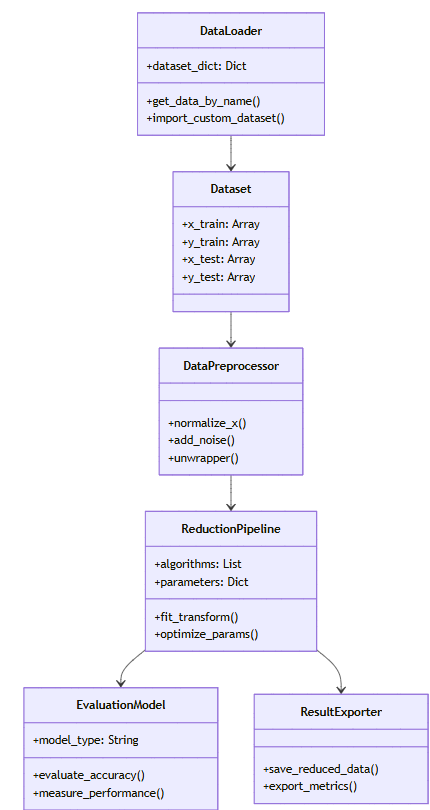 DataLoader
+dataset_dict: Dict
+get_data_by_name()
+import_custom_dataset()
Dataset
+x_train: Array
+y_train: Array
+x_test: Array
+y_test: Array
DataPreprocessor
+normalize_x()
+add_noise()
+unwrapper()
ReductionPipeline
+algorithms: List
+parameters: Dict
+fit_transform()
+optimize_params()
EvaluationModel
+model_type: String
+evaluate_accuracy()
+measure_performance()
ResultExporter
+save_reduced_data()
+export_metrics()